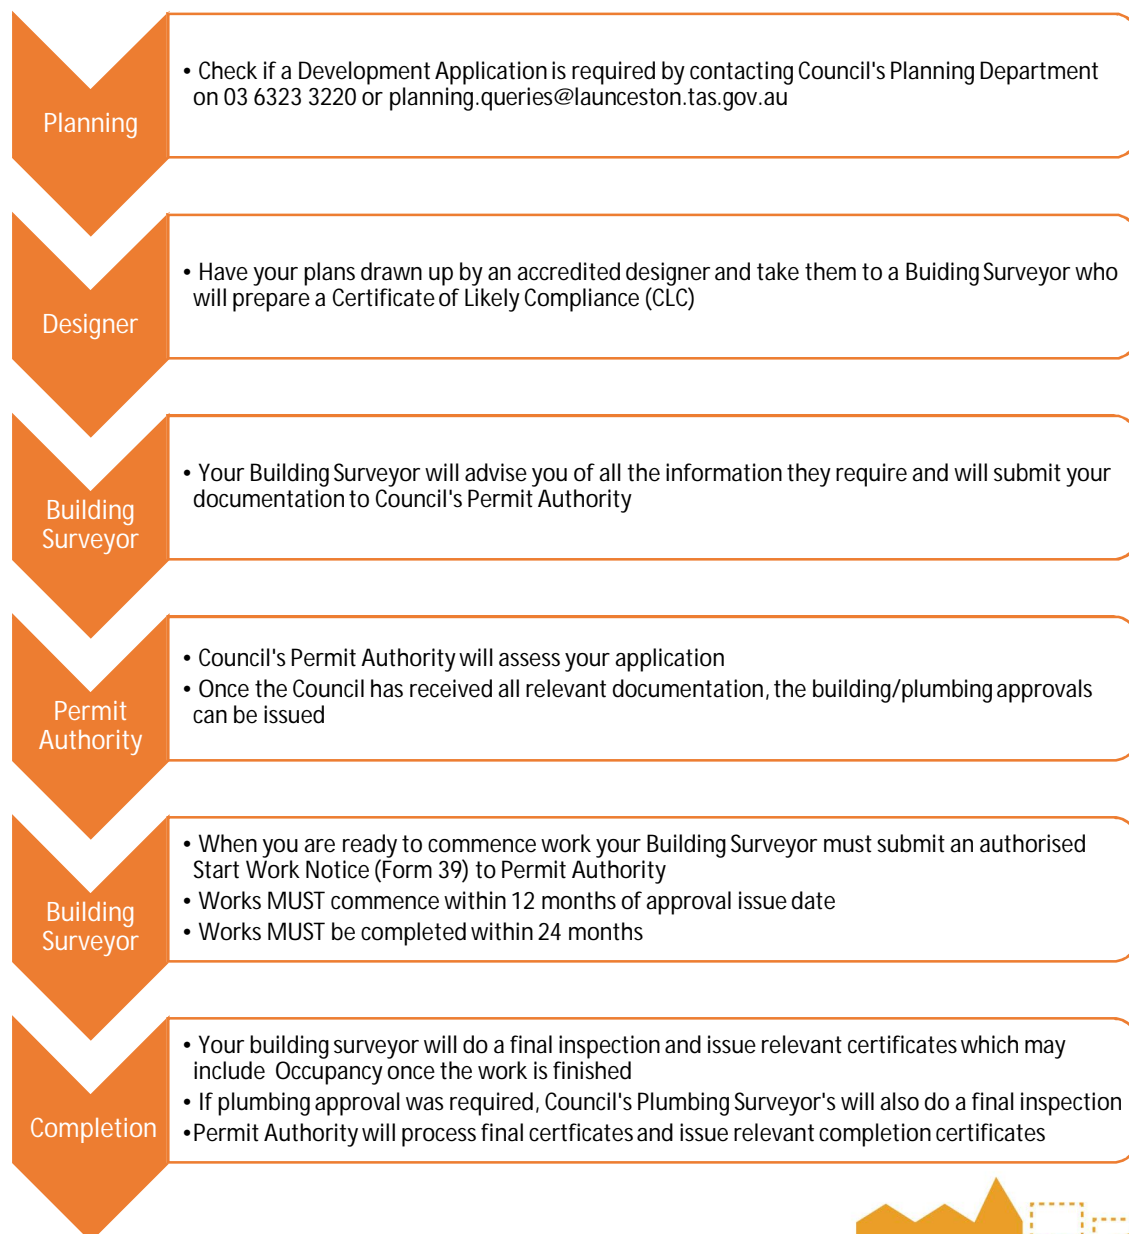 Planning
• Check if a Development Application is required by contacting Council's Planning Department
on 03 6323 3220 or planning.queries@launceston.tas.gov.au
Designer
• Have your plans drawn up by an accredited designer and take them to a Buiding Surveyor who
will prepare a Certificate of Likely Compliance (CLC)
Building
Surveyor
• Your Building Surveyor will advise you of all the information they require and will submit your
documentation to Council's Permit Authority
Permit
Authority
• Council's Permit Authority will assess your application
• Once the Council has received all relevant documentation, the building/plumbing approvals
can be issued
Building
Surveyor
• When you are ready to commence work your Building Surveyor must submit an authorised
Start Work Notice (Form 39) to Permit Authority
• Works MUST commence within 12 months of approval issue date
• Works MUST be completed within 24 months
Completion
• Your building surveyor will do a final inspection and issue relevant certificates which may
include Occupancy once the work is finished
• If plumbing approval was required, Council's Plumbing Surveyor's will also do a final inspection
•Permit Authority will process final certficates and issue relevant completion certificates